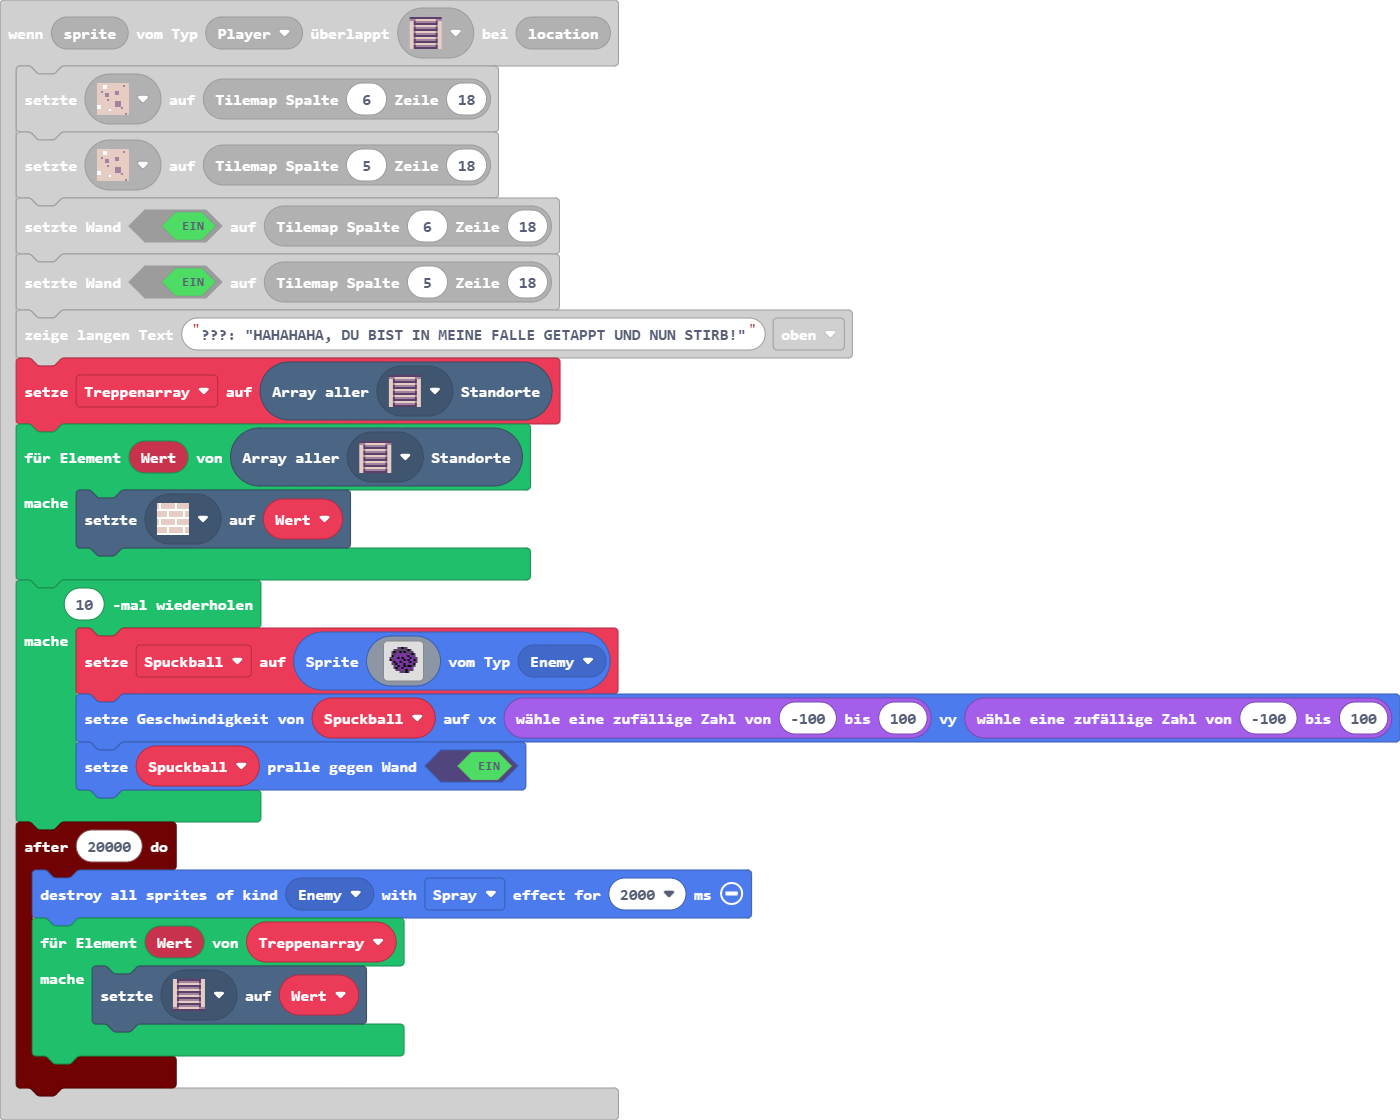 wenn sprite vom Typ Player überlappt bei location
setzte auf Tilemap Spalte 6 Zeile 18
setzte auf Tilemap Spalte 5 Zeile 18
setzte Wand EIN auf Tilemap Spalte 6 Zeile 18
setzte Wand EIN auf Tilemap Spalte 5 Zeile 18
zeige langen Text "???: "HAHAHAHA, DU BIST IN MEINE FALLE GETAPPT UND NUN STIRB!"" oben
setze Treppenarray auf Array aller Standorte
für Element Wert von Array aller Standorte
mache
setzte auf Wert
10 -mal wiederholen
mache
setze Spuckball auf Sprite vom Typ Enemy
setze Geschwindigkeit von Spuckball auf vx wähle eine zufällige Zahl von -100 bis 100 vy wähle eine zufällige Zahl von -100 bis 100
setze Spuckball pralle gegen Wand EIN
after 20000 do
destroy all sprites of kind Enemy with Spray effect for 2000 ms
für Element Wert von Treppenarray
mache
setzte auf Wert